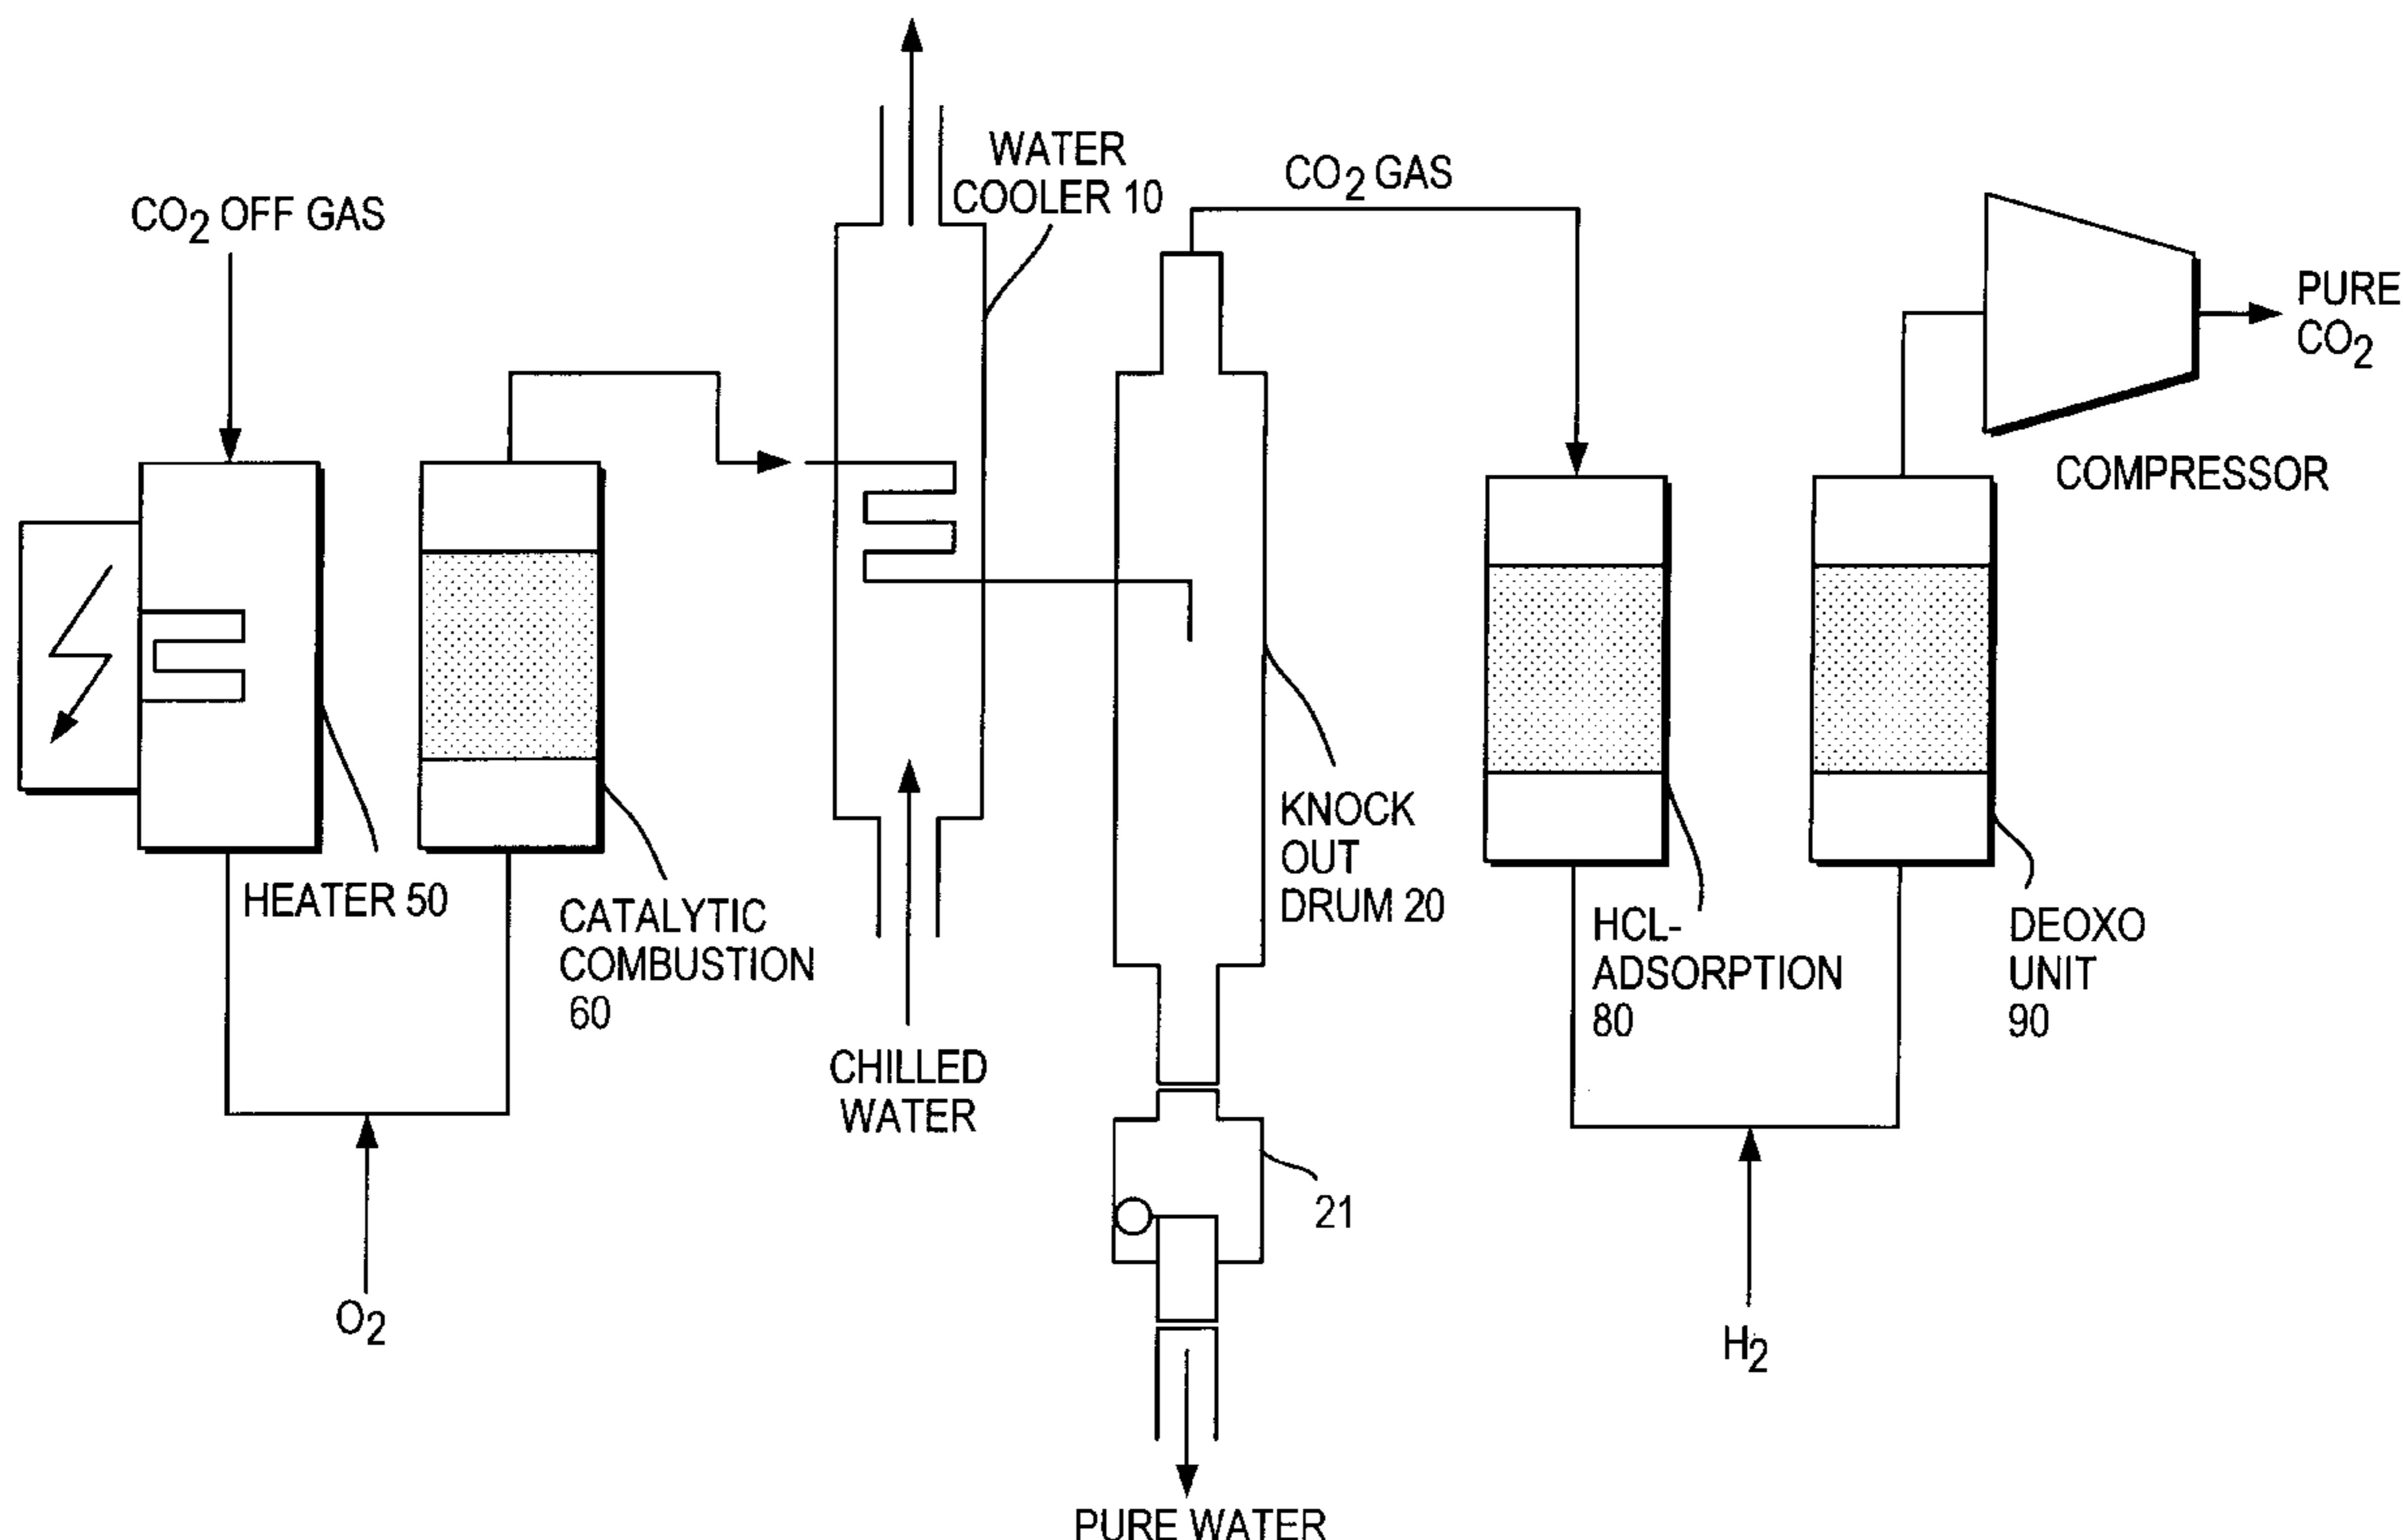 CO2 OFF GAS
WATER
COOLER 10
CO2 GAS
PURE
CO2
COMPRESSOR
HEATER 50
CATALYTIC
COMBUSTION
60
CHILLED
WATER
KNOCK
OUT
DRUM 20
HCL-
ADSORPTION
80
DEOXO
UNIT
90
21
O2
H2
PURE WATER